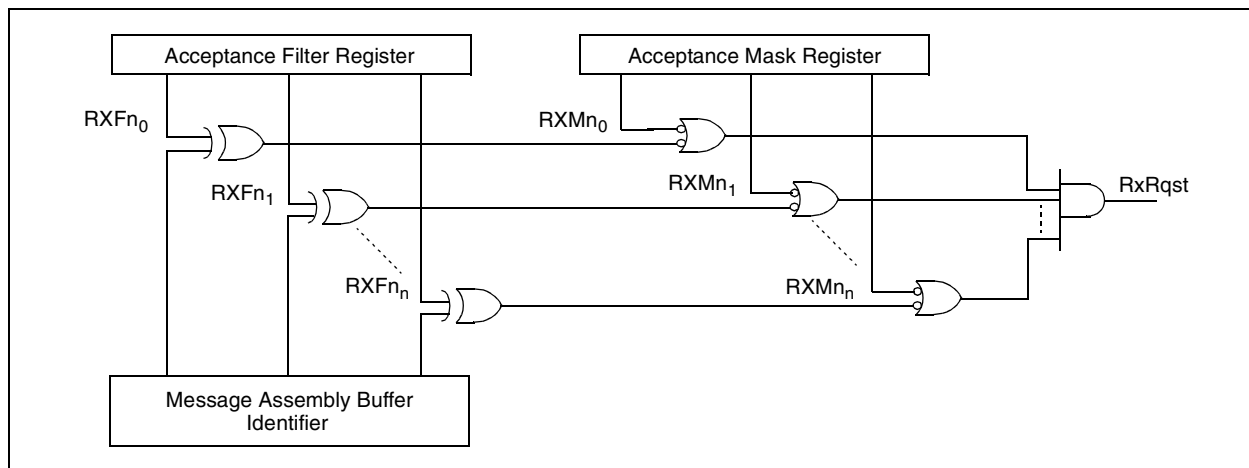 Acceptance Filter Register
Acceptance Mask Register
RXFn0
RXMn0
RXFn1
RXMn1
RxRqst
RXFnn
RXMnn
Message Assembly Buffer
Identifier